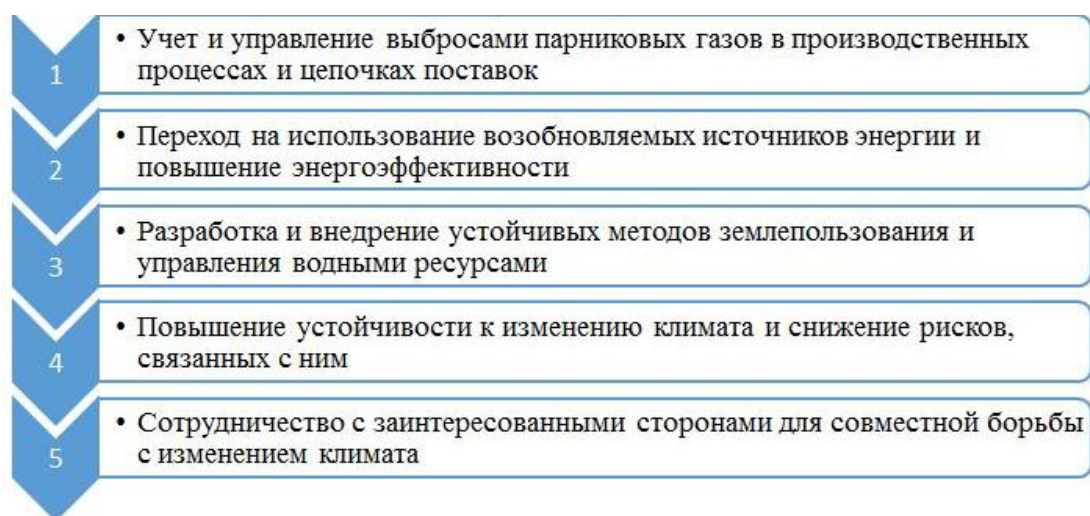 1
• Учет и управление выбросами парниковых газов в производственных
процессах и цепочках поставок
2
• Переход на использование возобновляемых источников энергии и
повышение энергоэффективности
3
• Разработка и внедрение устойчивых методов землепользования и
управления водными ресурсами
4
• Повышение устойчивости к изменению климата и снижение рисков,
связанных с ним
5
• Сотрудничество с заинтересованными сторонами для совместной борьбы
с изменением климата